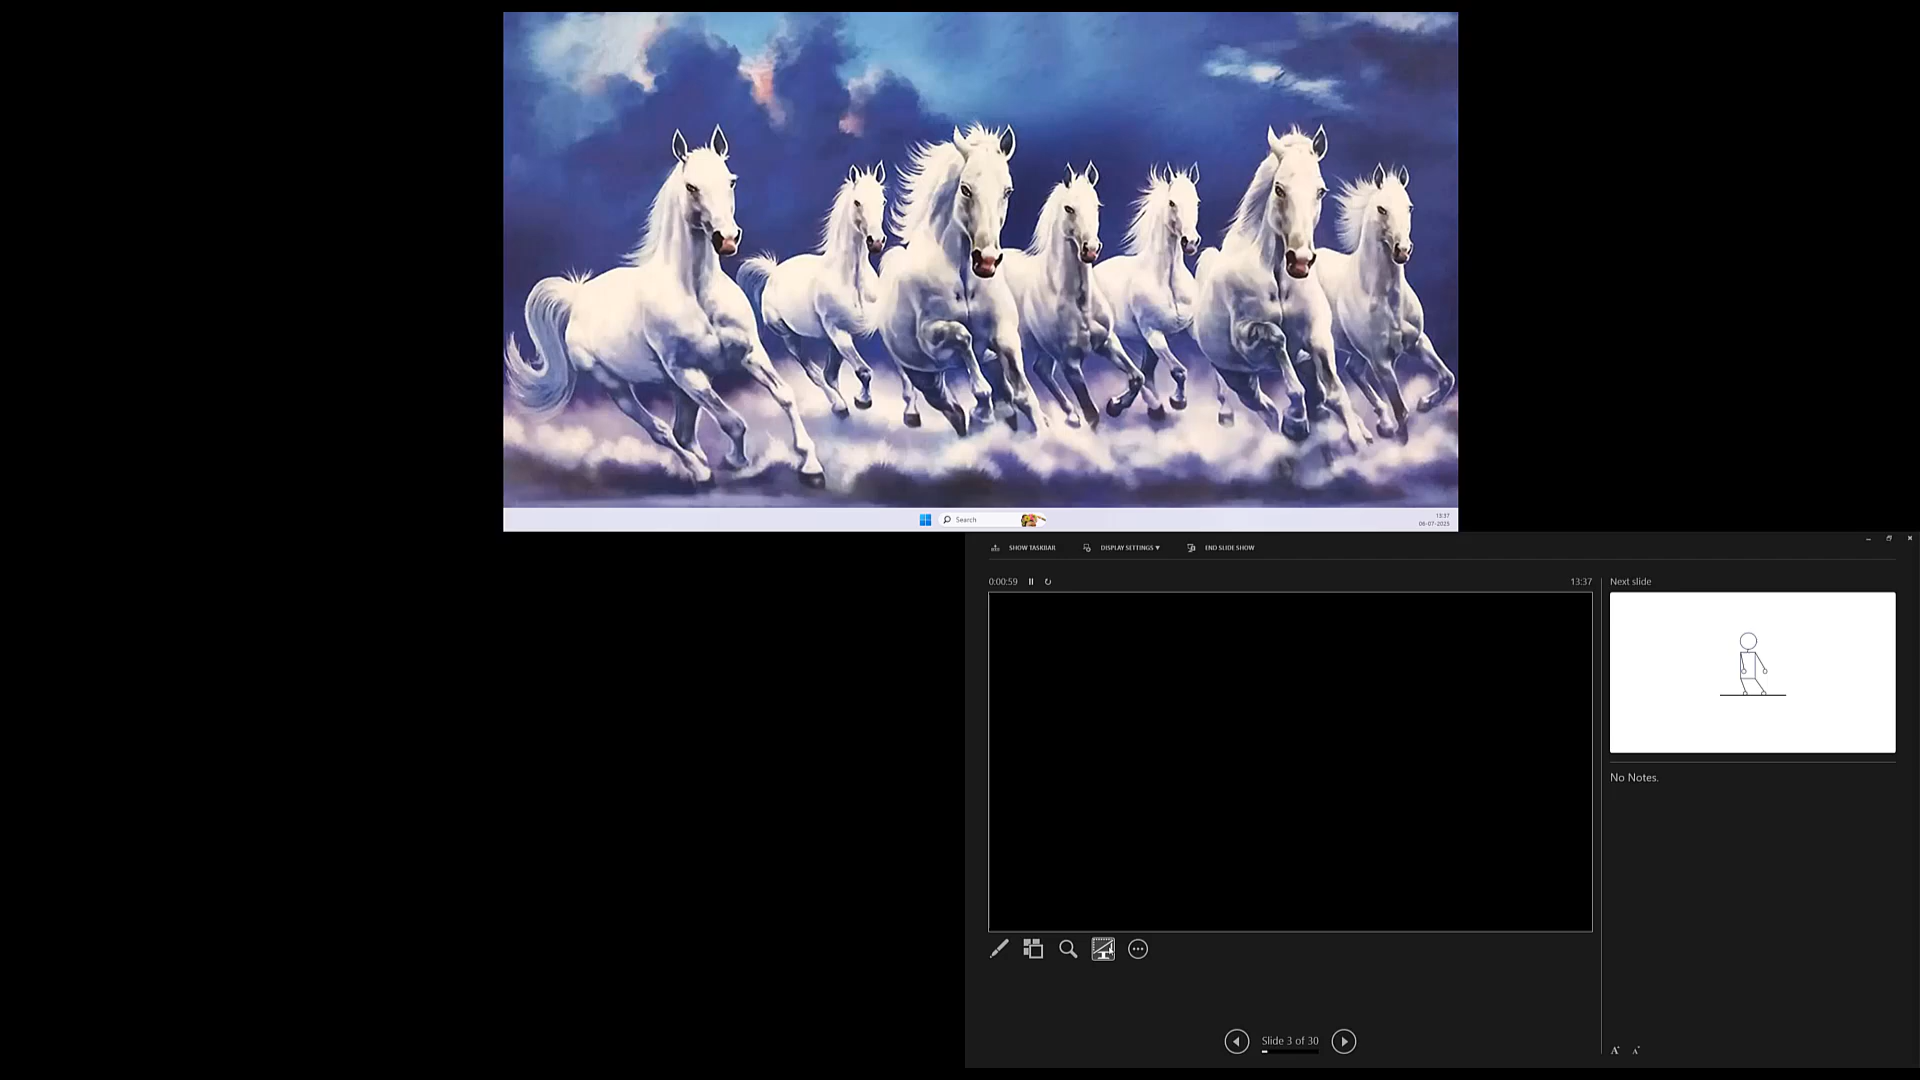 Search
13:37
06-07-2025
SHOW TASKBAR
DISPLAY SETTINGS ▾
END SLIDE SHOW
0:00:59
13:37
Next slide
No Notes.
Slide 3 of 30
A
A